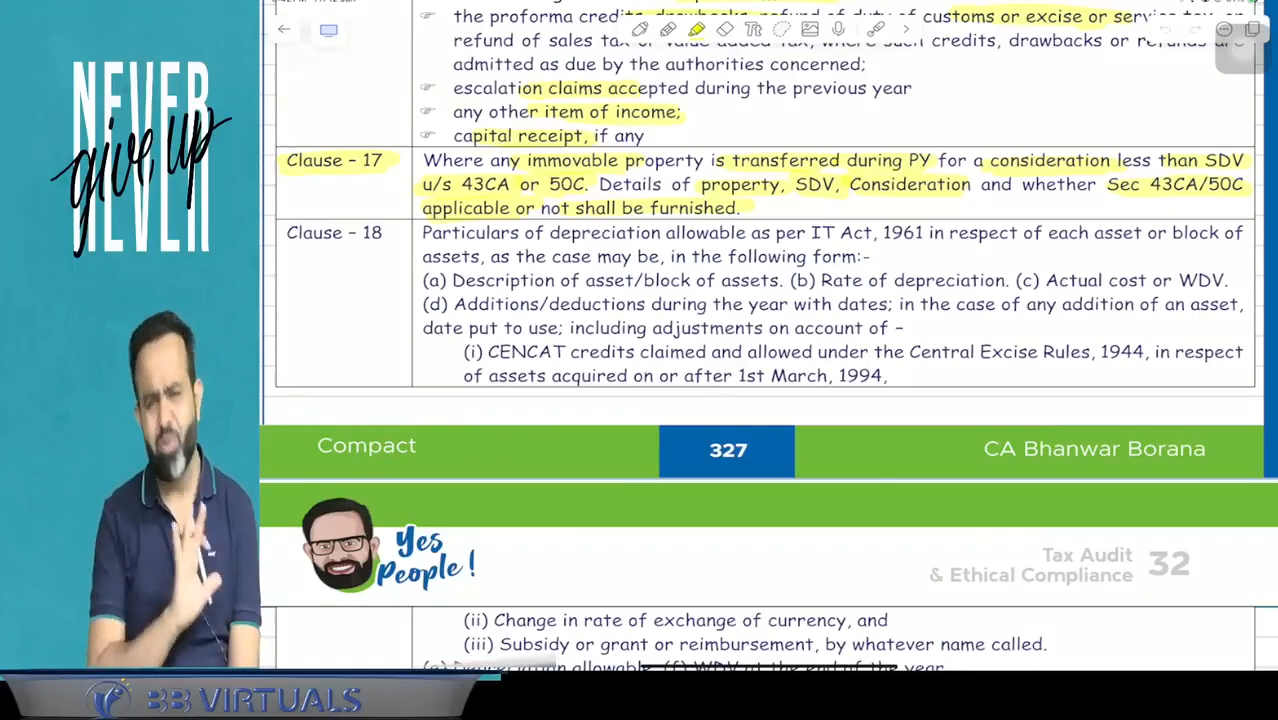 the proforma credits, drawbacks, refund of duty of customs or excise or service tax, or
refund of sales tax or value added tax, where such credits, drawbacks or refunds are
admitted as due by the authorities concerned;
☞ escalation claims accepted during the previous year
☞ any other item of income;
☞ capital receipt, if any
Clause – 17
Where any immovable property is transferred during PY for a consideration less than SDV
u/s 43CA or 50C. Details of property, SDV, Consideration and whether Sec 43CA/50C
applicable or not shall be furnished.
Clause – 18
Particulars of depreciation allowable as per IT Act, 1961 in respect of each asset or block of
assets, as the case may be, in the following form:-
(a) Description of asset/block of assets. (b) Rate of depreciation. (c) Actual cost or WDV.
(d) Additions/deductions during the year with dates; in the case of any addition of an asset,
date put to use; including adjustments on account of –
(i) CENCAT credits claimed and allowed under the Central Excise Rules, 1944, in respect
of assets acquired on or after 1st March, 1994,
Compact
327
CA Bhanwar Borana
Yes
People !
Tax Audit
& Ethical Compliance
32
(ii) Change in rate of exchange of currency, and
(iii) Subsidy or grant or reimbursement, by whatever name called.
(e) Depreciation allowable (f) WDV at the end of the year
NEVER
give up
NEVER
BB VIRTUALS